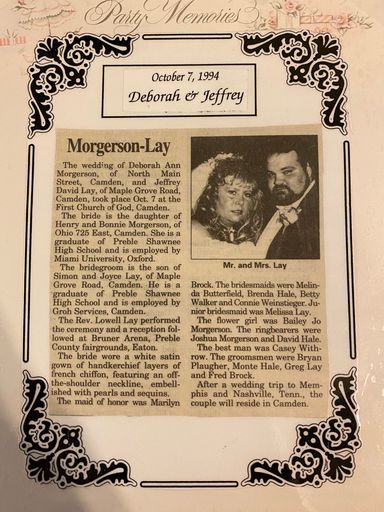 Party Memories
October 7, 1994
Deborah & Jeffrey
Morgerson-Lay
The wedding of Deborah Ann
Morgerson, of North Main
Street, Camden, and Jeffrey
David Lay, of Maple Grove Road,
Camden, took place Oct. 7 at the
First Church of God, Camden.
The bride is the daughter of
Henry and Bonnie Morgerson, of
Ohio 725 East, Camden. She is a
graduate of Preble Shawnee
High School and is employed by
Miami University, Oxford.
The bridegroom is the son of
Simon and Joyce Lay, of Maple
Grove Road, Camden. He is a
graduate of Preble Shawnee
High School and is employed by
Groh Services, Camden.
The Rev. Lowell Lay performed
the ceremony and a reception fol-
lowed at Bruner Arena, Preble
County fairgrounds, Eaton.
The bride wore a white satin
gown of handkerchief layers of
french chiffon, featuring an off-
the-shoulder neckline, embel-
lished with pearls and sequins.
The maid of honor was Marilyn
Mr. and Mrs. Lay
Brock. The bridesmaids were Melin-
da Butterfield, Brenda Hale, Betty
Walker and Connie Weinstieger. Ju-
nior bridesmaid was Melissa Lay.
The flower girl was Bailey Jo
Morgerson. The ringbearers were
Joshua Morgerson and David Hale.
The best man was Casey With-
row. The groomsmen were Bryan
Plaugher, Monte Hale, Greg Lay
and Fred Brock.
After a wedding trip to Mem-
phis and Nashville, Tenn., the
couple will reside in Camden.